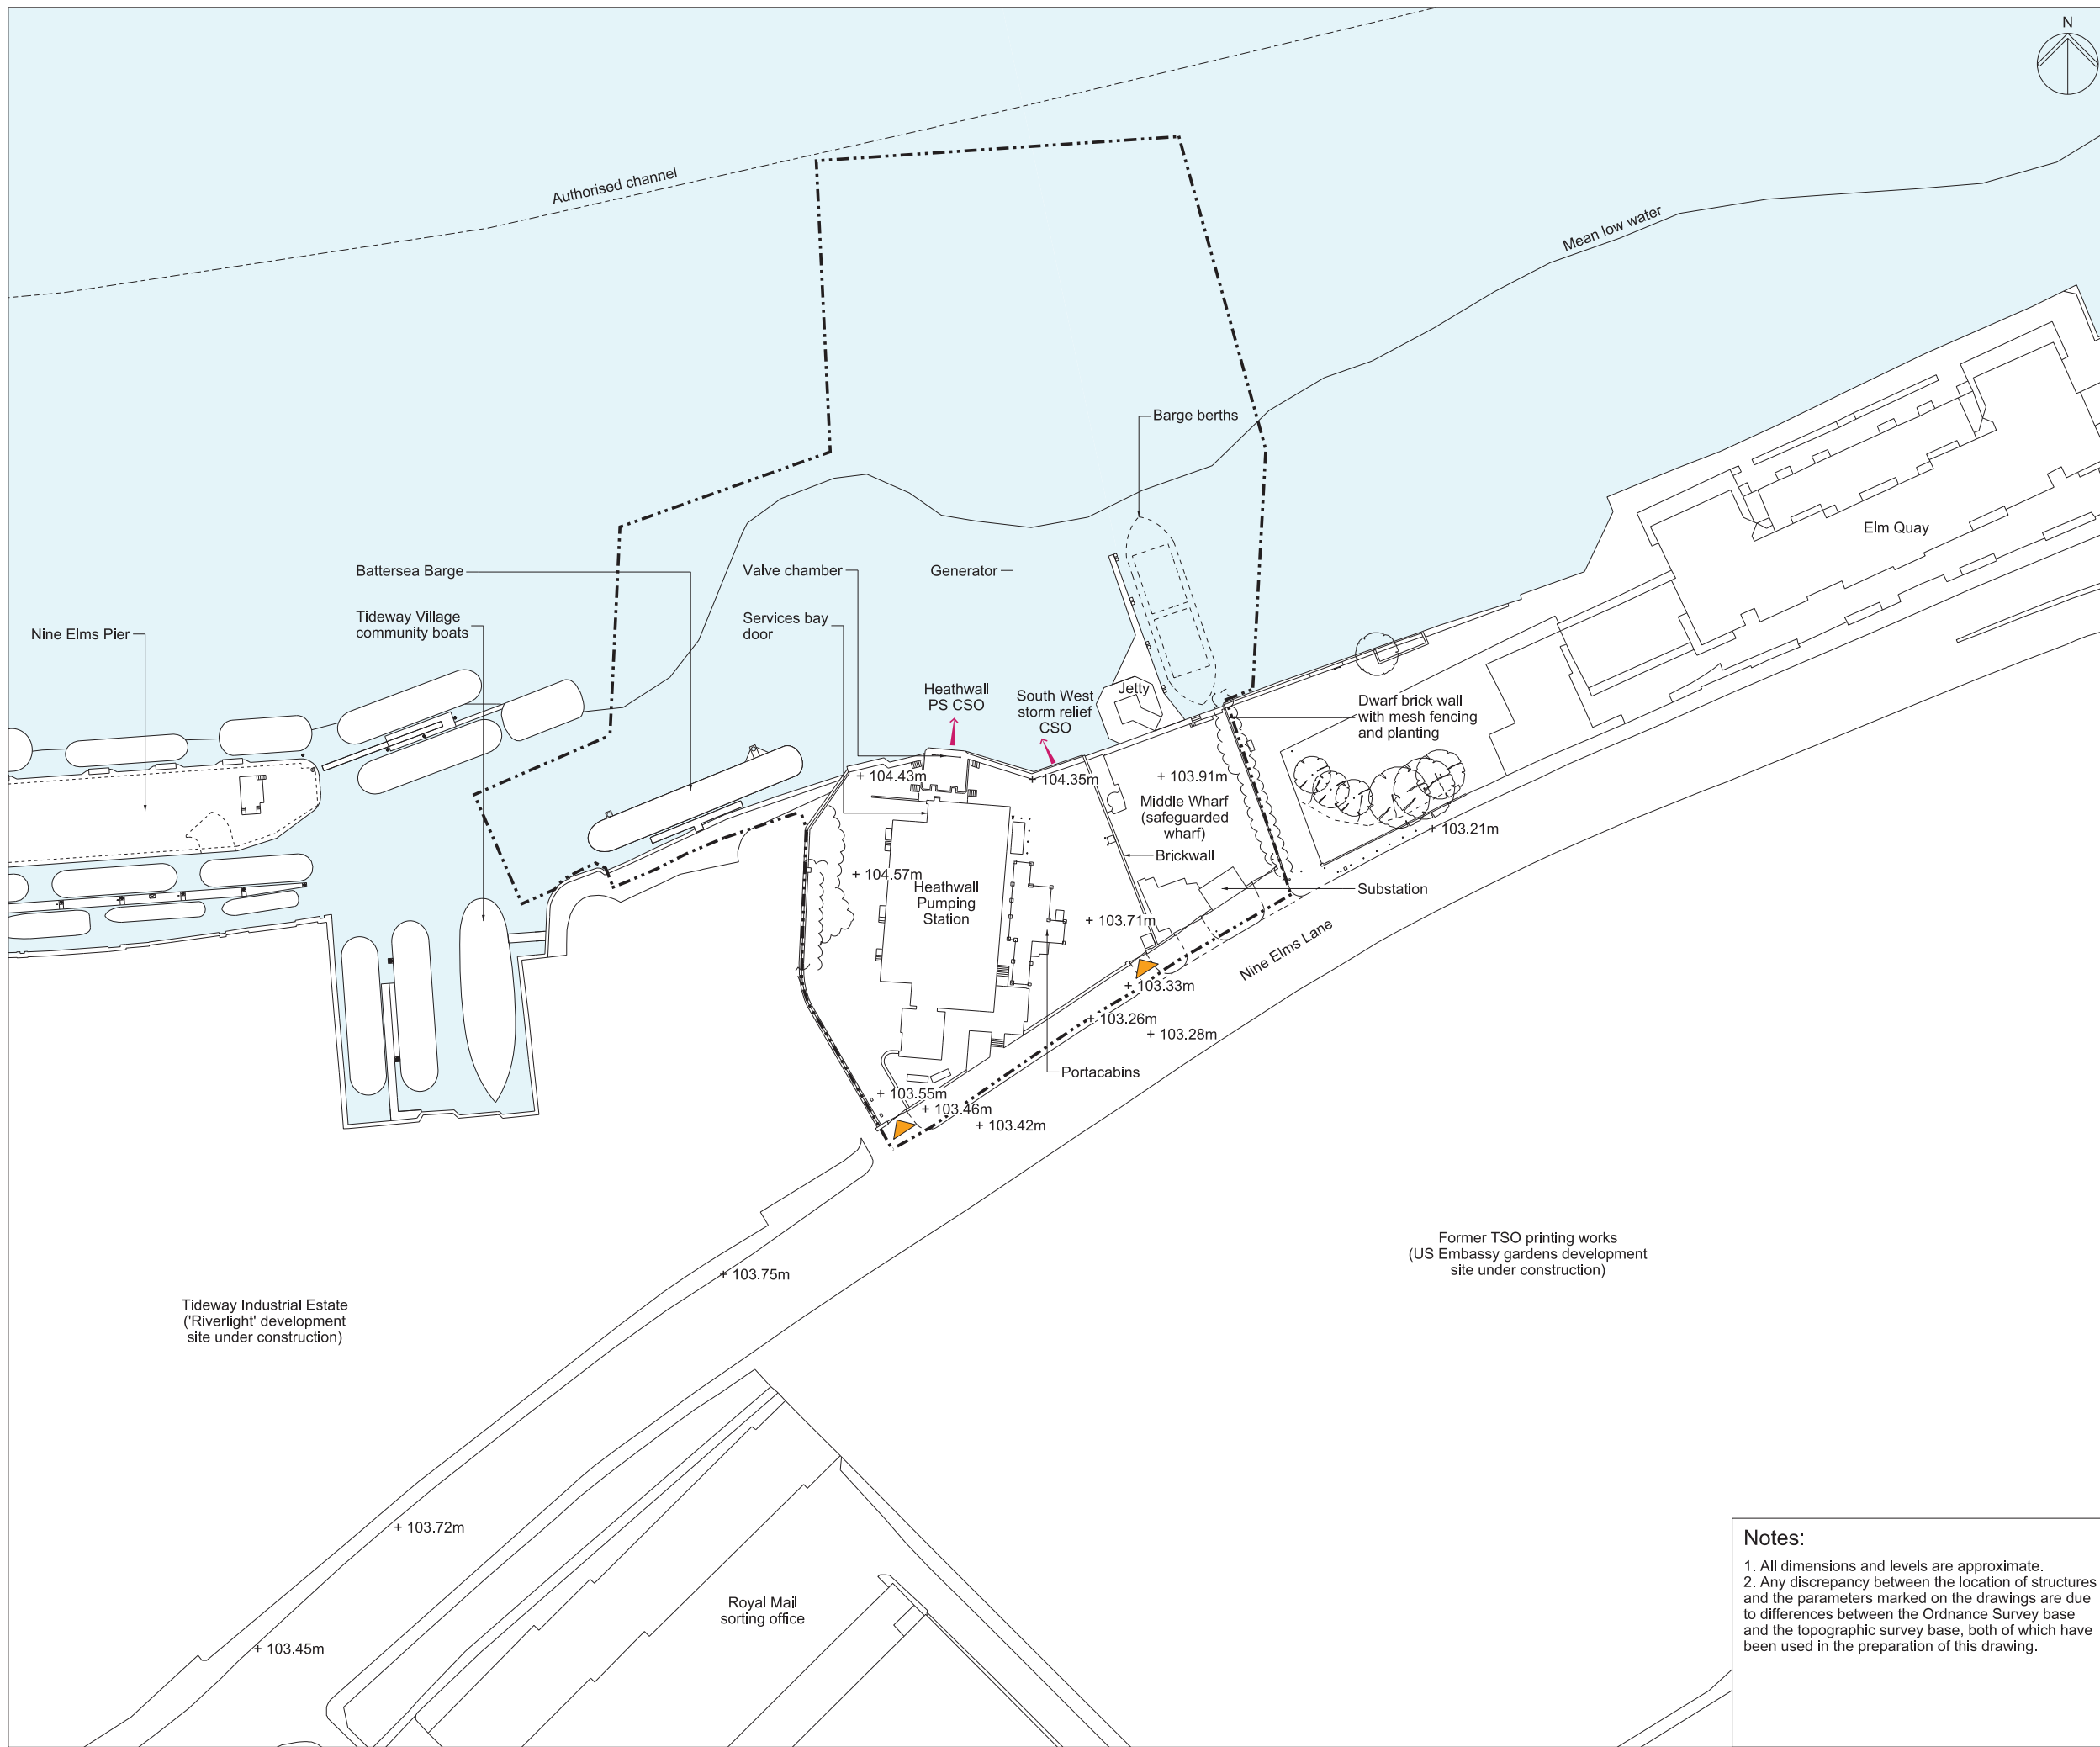 N
Authorised channel
Mean low water
Barge berths
Elm Quay
Battersea Barge
Valve chamber
Generator
Tideway Village
community boats
Services bay
door
Nine Elms Pier
Heathwall
PS CSO
South West
storm relief
CSO
Jetty
Dwarf brick wall
with mesh fencing
and planting
+ 104.43m
+ 104.35m
+ 103.91m
Middle Wharf
(safeguarded
wharf)
+ 103.21m
Brickwall
+ 104.57m
Heathwall
Pumping
Station
Substation
+ 103.71m
Nine Elms Lane
+ 103.33m
+ 103.26m
+ 103.28m
Portacabins
+ 103.55m
+ 103.46m
+ 103.42m
Former TSO printing works
(US Embassy gardens development
site under construction)
+ 103.75m
Tideway Industrial Estate
('Riverlight' development
site under construction)
+ 103.72m
Royal Mail
sorting office
+ 103.45m
Notes:
1. All dimensions and levels are approximate.
2. Any discrepancy between the location of structures
and the parameters marked on the drawings are due
to differences between the Ordnance Survey base
and the topographic survey base, both of which have
been used in the preparation of this drawing.